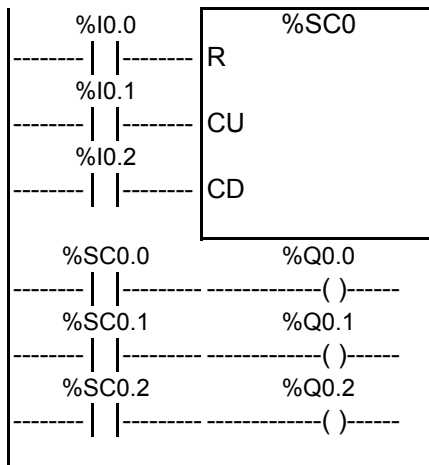 %I0.0 %SC0
R
%I0.1
CU
%I0.2
CD
%SC0.0 %Q0.0
( )
%SC0.1 %Q0.1
( )
%SC0.2 %Q0.2
( )